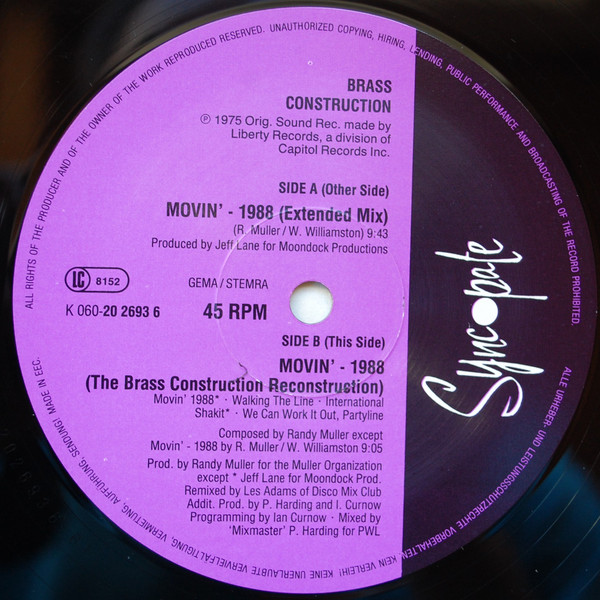 ALL RIGHTS OF THE PRODUCER AND OF THE OWNER OF THE WORK REPRODUCED RESERVED. UNAUTHORIZED COPYING, HIRING, LENDING, PUBLIC PERFORMANCE AND BROADCASTING OF THE RECORD PROHIBITED.
BRASS
CONSTRUCTION
℗ 1975 Orig. Sound Rec. made by
Liberty Records, a division of
Capitol Records Inc.
SIDE A (Other Side)
MOVIN' - 1988 (Extended Mix)
(R. Muller / W. Williamston) 9:43
Produced by Jeff Lane for Moondock Productions
LC 8152
GEMA / STEMRA
K 060-20 2693 6
45 RPM
Syncopate
SIDE B (This Side)
MOVIN' - 1988
(The Brass Construction Reconstruction)
Movin' 1988* · Walking The Line · International
Shakit* · We Can Work It Out, Partyline
Composed by Randy Muller except
Movin' - 1988 by R. Muller / W. Williamston 9:05
Prod. by Randy Muller for the Muller Organization
except * Jeff Lane for Moondock Prod.
Remixed by Les Adams of Disco Mix Club
Addit. Prod. by P. Harding and I. Curnow
Programming by Ian Curnow · Mixed by
'Mixmaster' P. Harding for PWL
ALLE URHEBER- UND LEISTUNGSSCHUTZRECHTE VORBEHALTEN. KEIN VERLEIH! KEINE UNERLAUBTE VERVIELFÄLTIGUNG, VERMIETUNG, AUFFÜHRUNG, SENDUNG! MADE IN EEC.